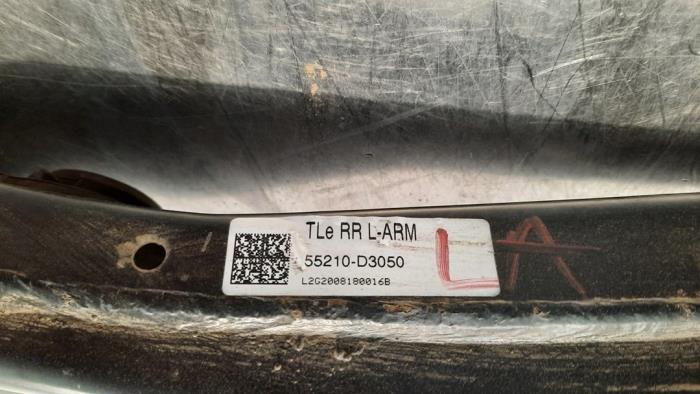 TLe RR L-ARM
55210-D3050
L2G2008180016B
L
A